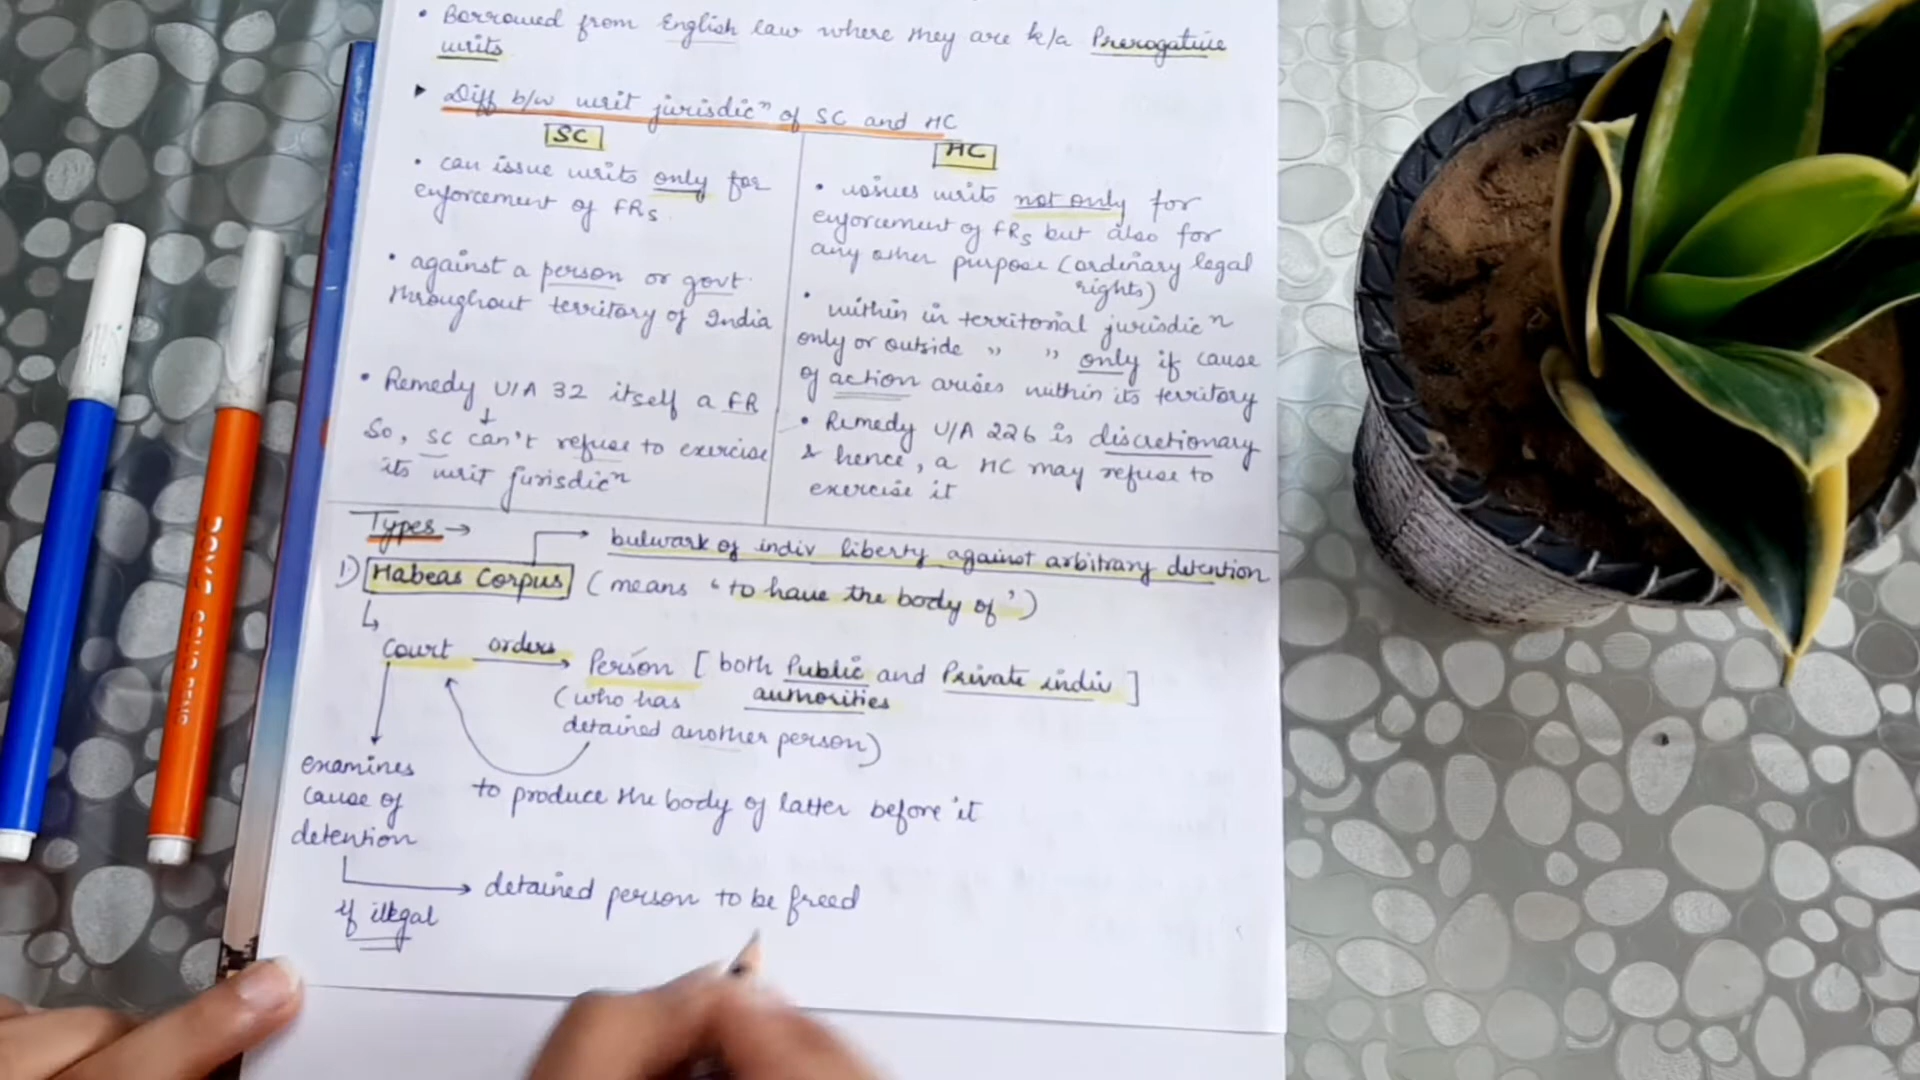 • Borrowed from English law where they are k/a Prerogative
writs
▸ Diff b/w writ jurisdicⁿ of SC and HC
SC
• can issue writs only for
enforcement of FRs
• against a person or govt.
throughout territory of India
• Remedy U/A 32 itself a FR
So, SC can't refuse to exercise
its writ jurisdicⁿ
HC
• issues writs not only for
enforcement of FRs but also for
any other purpose (ordinary legal
rights)
• within in territorial jurisdicⁿ
only or outside " " only if cause
of action arises within its territory
• Remedy U/A 226 is discretionary
& hence, a HC may refuse to
exercise it
Types →
bulwark of indiv liberty against arbitrary detention
1) Habeas Corpus (means 'to have the body of')
Court orders Person [both Public and Private indiv]
(who has authorities
detained another person)
to produce the body of latter before it
examines
cause of
detention
if illegal
detained person to be freed